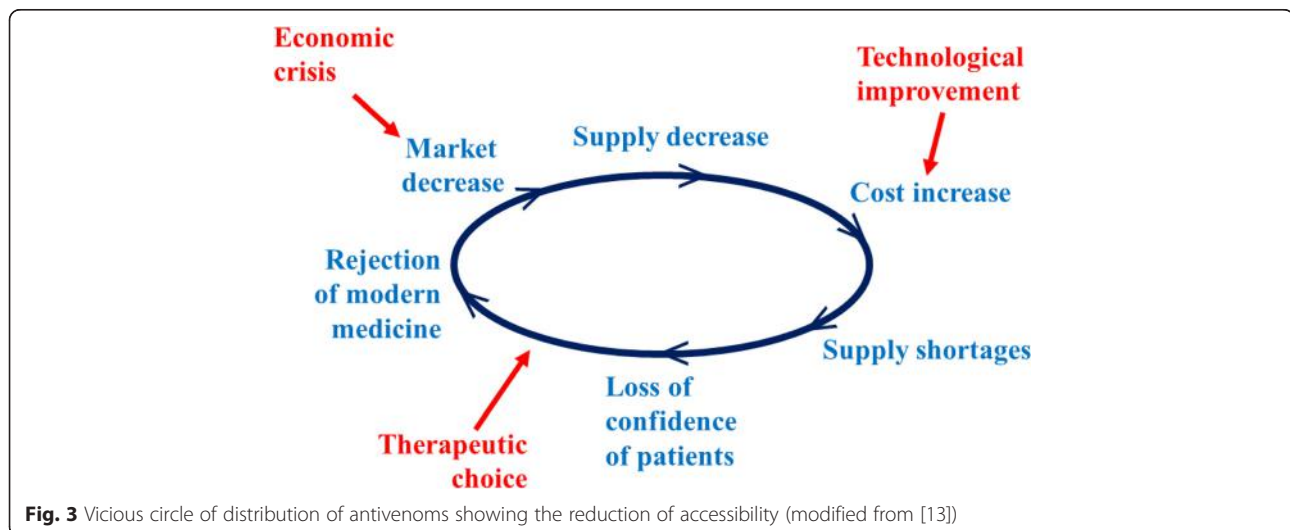 Economic
crisis
Technological
improvement
Market
decrease
Supply decrease
Cost increase
Rejection
of modern
medicine
Supply shortages
Loss of
confidence
of patients
Therapeutic
choice
Fig. 3 Vicious circle of distribution of antivenoms showing the reduction of accessibility (modified from [13])